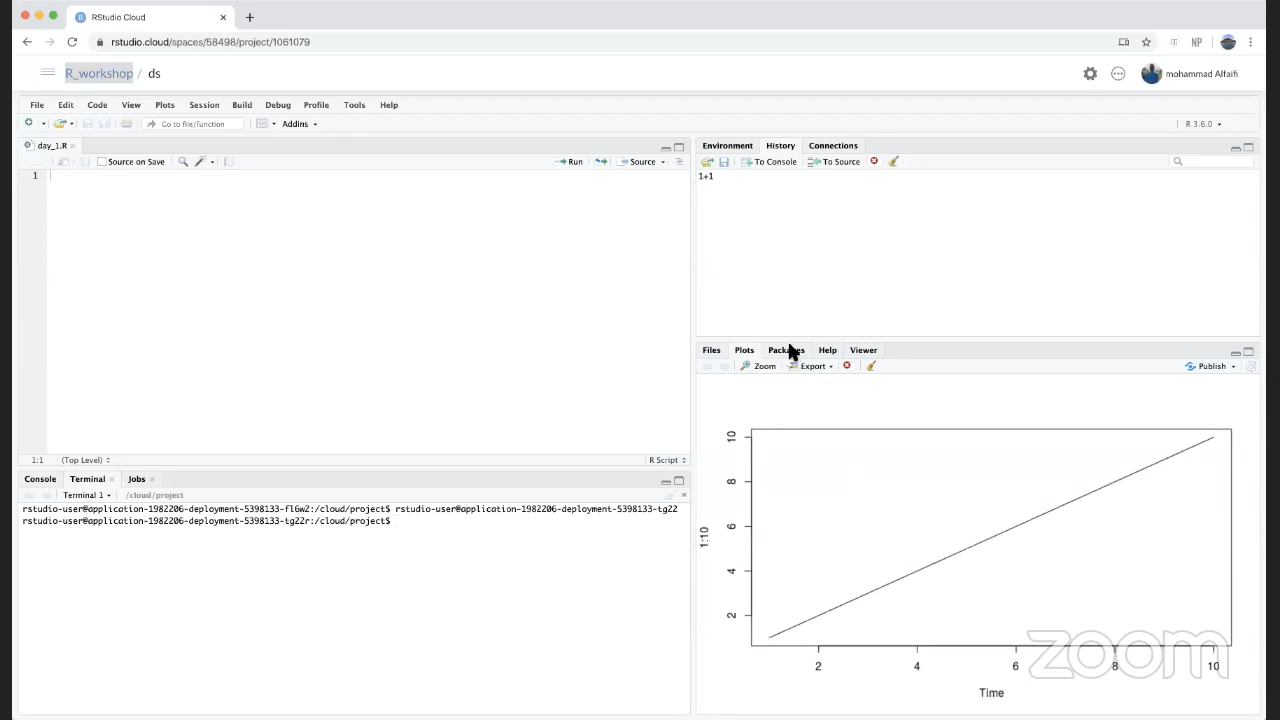 RStudio Cloud
rstudio.cloud/spaces/58498/project/1061079
NP
R_workshop / ds
mohammad Alfaifi
File Edit Code View Plots Session Build Debug Profile Tools Help
Go to file/function Addins
R 3.6.0
day_1.R
Source on Save Run Source
1
1:1 (Top Level) R Script
Console Terminal Jobs
Terminal 1 /cloud/project
rstudio-user@application-1982206-deployment-5398133-fl6w2:/cloud/project$ rstudio-user@application-1982206-deployment-5398133-tg22
rstudio-user@application-1982206-deployment-5398133-tg22r:/cloud/project$
Environment History Connections
To Console To Source
1+1
Files Plots Packages Help Viewer
Zoom Export Publish
10
8
6
4
2
1:10
2 4 6 8 10
Time
zoom